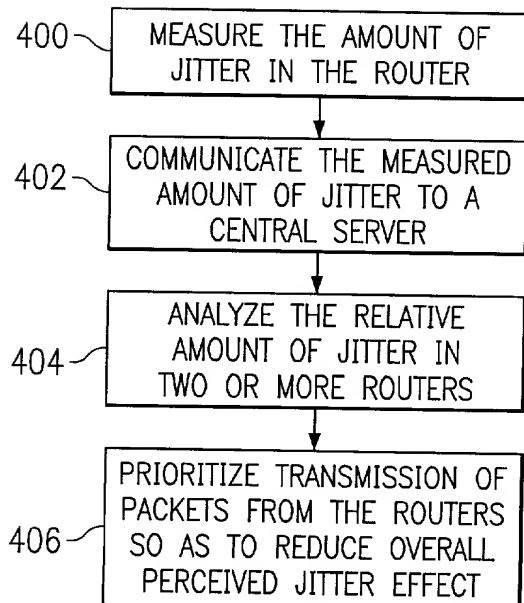 400
MEASURE THE AMOUNT OF
JITTER IN THE ROUTER
402
COMMUNICATE THE MEASURED
AMOUNT OF JITTER TO A
CENTRAL SERVER
404
ANALYZE THE RELATIVE
AMOUNT OF JITTER IN
TWO OR MORE ROUTERS
406
PRIORITIZE TRANSMISSION OF
PACKETS FROM THE ROUTERS
SO AS TO REDUCE OVERALL
PERCEIVED JITTER EFFECT